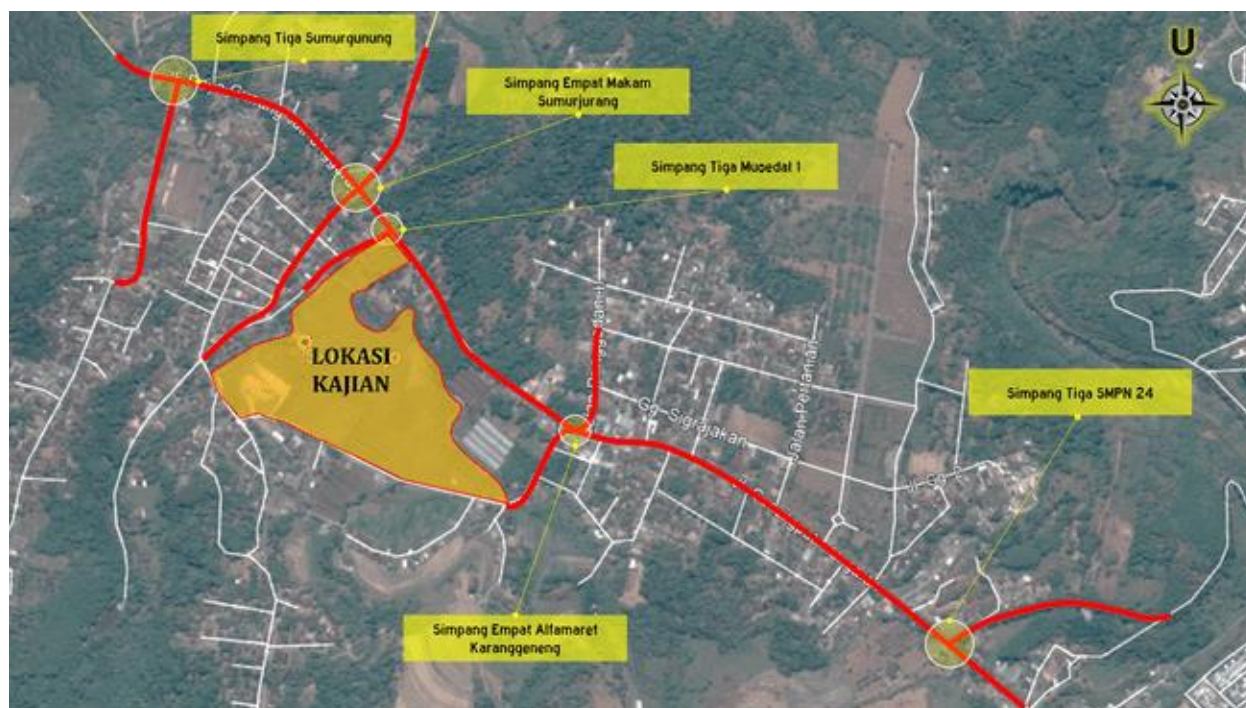 Simpang Tiga Sumurgunung
U
Simpang Empat Makam
Sumurjurang
Simpang Tiga Mugedal 1
LOKASI
KAJIAN
Gg. Sigrajakan
Jalan Pertanian
Simpang Tiga SMPN 24
Simpang Empat Alfamaret
Karanggeneng